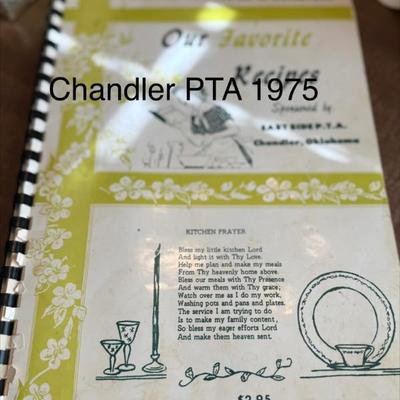 Our Favorite
Chandler PTA 1975
Recipes
Sponsored by
EAST SIDE P.T.A.
Chandler, Oklahoma
KITCHEN PRAYER
Bless my little kitchen Lord
And light it with Thy Love.
Help me plan and make my meals
From Thy heavenly home above.
Bless our meals with Thy Presence
And warm them with Thy grace;
Watch over me as I do my work,
Washing pots and pans and plates.
The service I am trying to do
Is to make my family content,
So bless my eager efforts Lord
And make them heaven sent.
$2.95